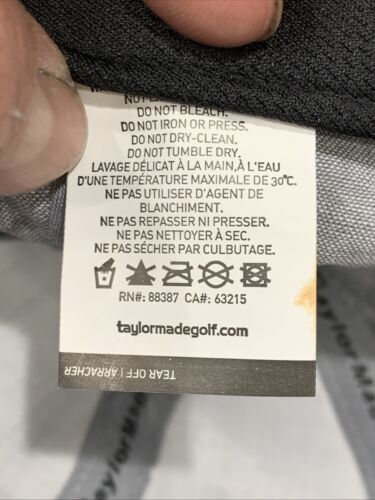 DO NOT BLEACH.
DO NOT IRON OR PRESS.
DO NOT DRY-CLEAN.
DO NOT TUMBLE DRY.
LAVAGE DÉLICAT À LA MAIN,À L'EAU
D'UNE TEMPÉRATURE MAXIMALE DE 30°C.
NE PAS UTILISER D'AGENT DE
BLANCHIMENT.
NE PAS REPASSER NI PRESSER.
NE PAS NETTOYER À SEC.
NE PAS SÉCHER PAR CULBUTAGE.
RN#: 88387 CA#: 63215
taylormadegolf.com
TEAR OFF | ARRACHER
TaylorMade